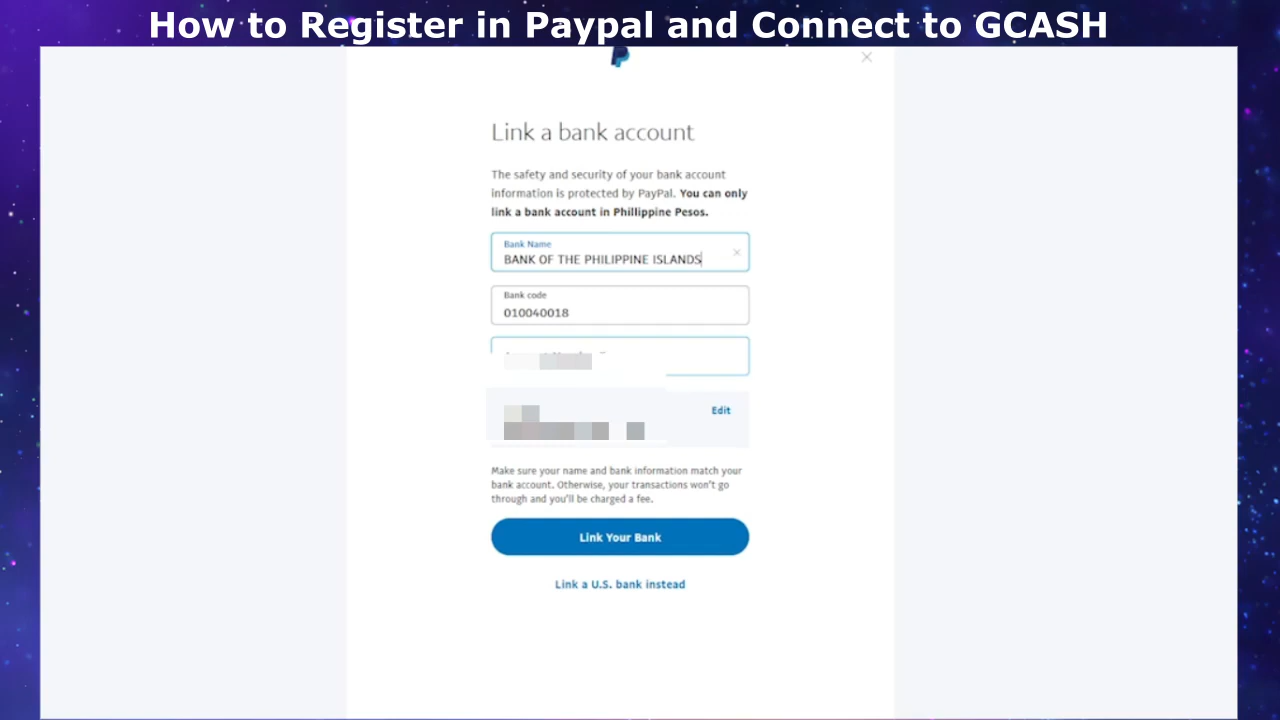 How to Register in Paypal and Connect to GCASH
Link a bank account
The safety and security of your bank account
information is protected by PayPal. You can only
link a bank account in Phillippine Pesos.
Bank Name
BANK OF THE PHILIPPINE ISLANDS
Bank code
010040018
Edit
Make sure your name and bank information match your
bank account. Otherwise, your transactions won't go
through and you'll be charged a fee.
Link Your Bank
Link a U.S. bank instead